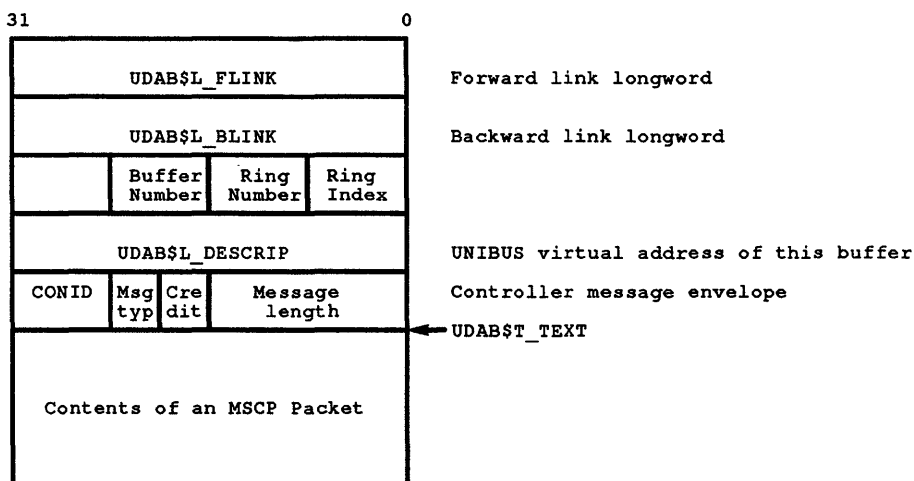 31 0
UDAB$L_FLINK Forward link longword
UDAB$L_BLINK Backward link longword
Buffer Number Ring Number Ring Index
UDAB$L_DESCRIP UNIBUS virtual address of this buffer
CONID Msg typ Cre dit Message length Controller message envelope
UDAB$T_TEXT
Contents of an MSCP Packet